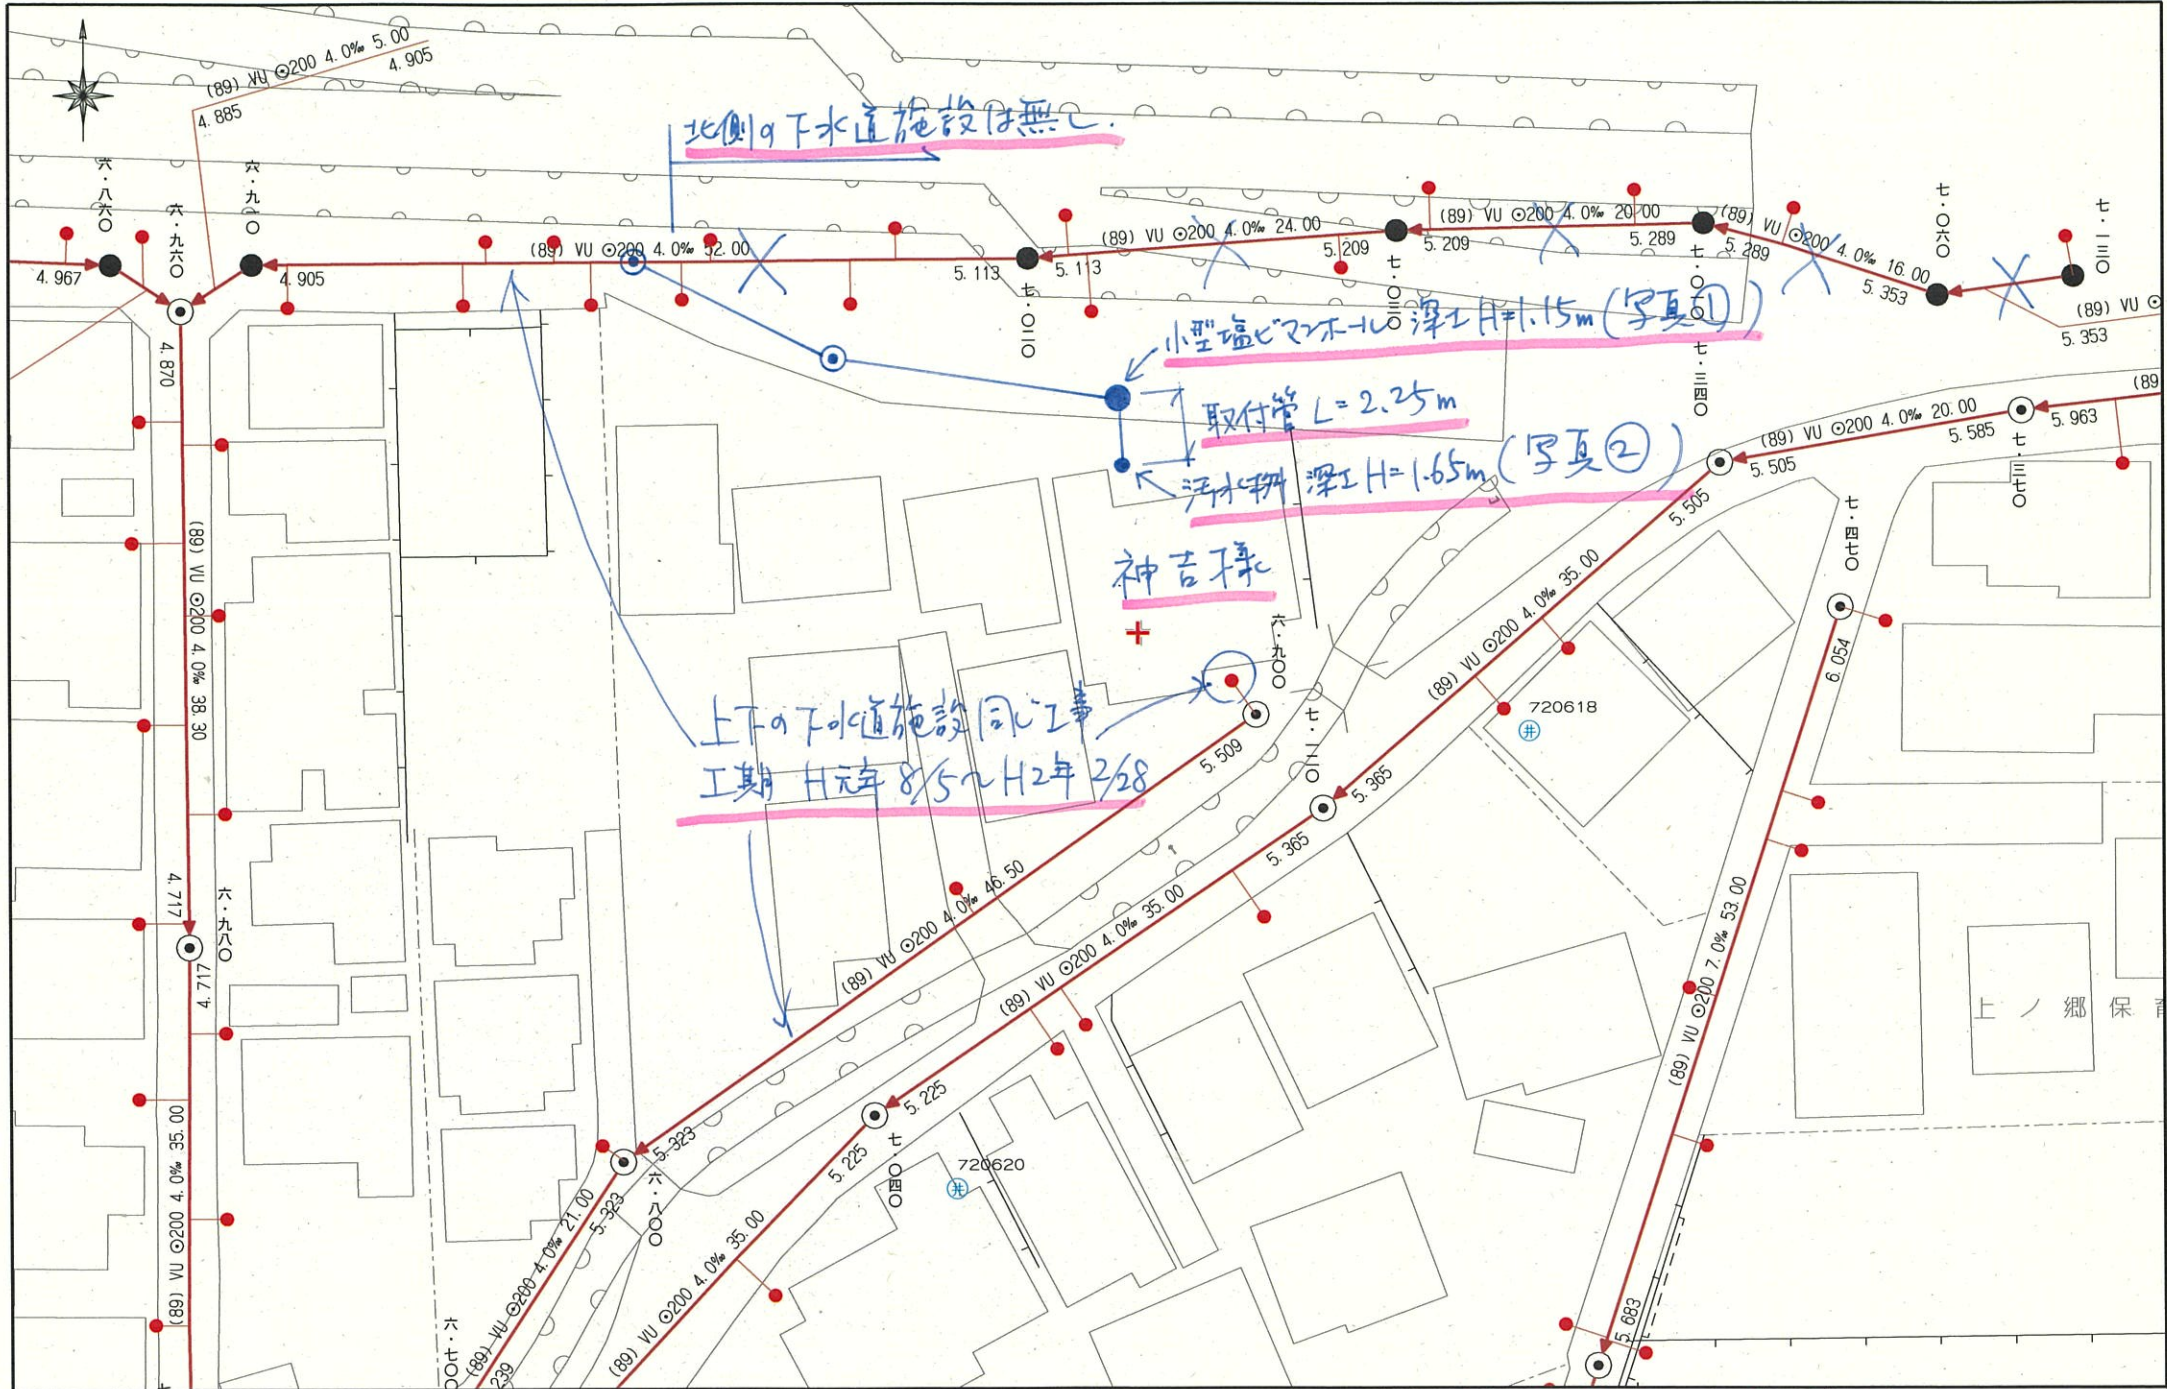 (89) VU ⊙200 4.0‰ 5.00
4.905
4.885
北側の下水道施設は無し.
六・八六〇
六・九六〇
六・九一〇
七・〇六〇
七・一三〇
4.967
4.905
(89) VU ⊙200 4.0‰ 52.00
5.113
5.113
(89) VU ⊙200 4.0‰ 24.00
5.209
5.209
(89) VU ⊙200 4.0‰ 20.00
5.289
5.289
(89) VU ⊙200 4.0‰ 16.00
5.353
(89) VU ⊙
5.353
七・〇一〇
七・〇三〇
小型塩ビマンホール 深さH=1.15m(写真①)
4.870
七・三四〇
取付管 L=2.25m
汚水桝 深さH=1.65m(写真②)
(89) VU ⊙200 4.0‰ 20.00
5.505
5.585
5.963
(89
七・三七〇
5.505
七・四七〇
(89) VU ⊙200 4.0‰ 38.30
神吉様
(89) VU ⊙200 4.0‰ 35.00
六・九〇〇
6.054
720618
井
上下の下水道施設同じ工事
工期 H元年 8/5～H2年 2/28
5.509
七・一二〇
5.365
5.365
4.717
六・九八〇
4.717
(89) VU ⊙200 4.0‰ 46.50
(89) VU ⊙200 4.0‰ 35.00
(89) VU ⊙200 7.0‰ 53.00
上ノ郷保育
5.225
5.225
七・〇四〇
(89) VU ⊙200 4.0‰ 35.00
5.323
5.323
六・八〇〇
720620
井
(89) VU ⊙200 4.0‰ 21.00
(89) VU ⊙200 4.0‰ 35.00
六・七〇〇
239
5.683